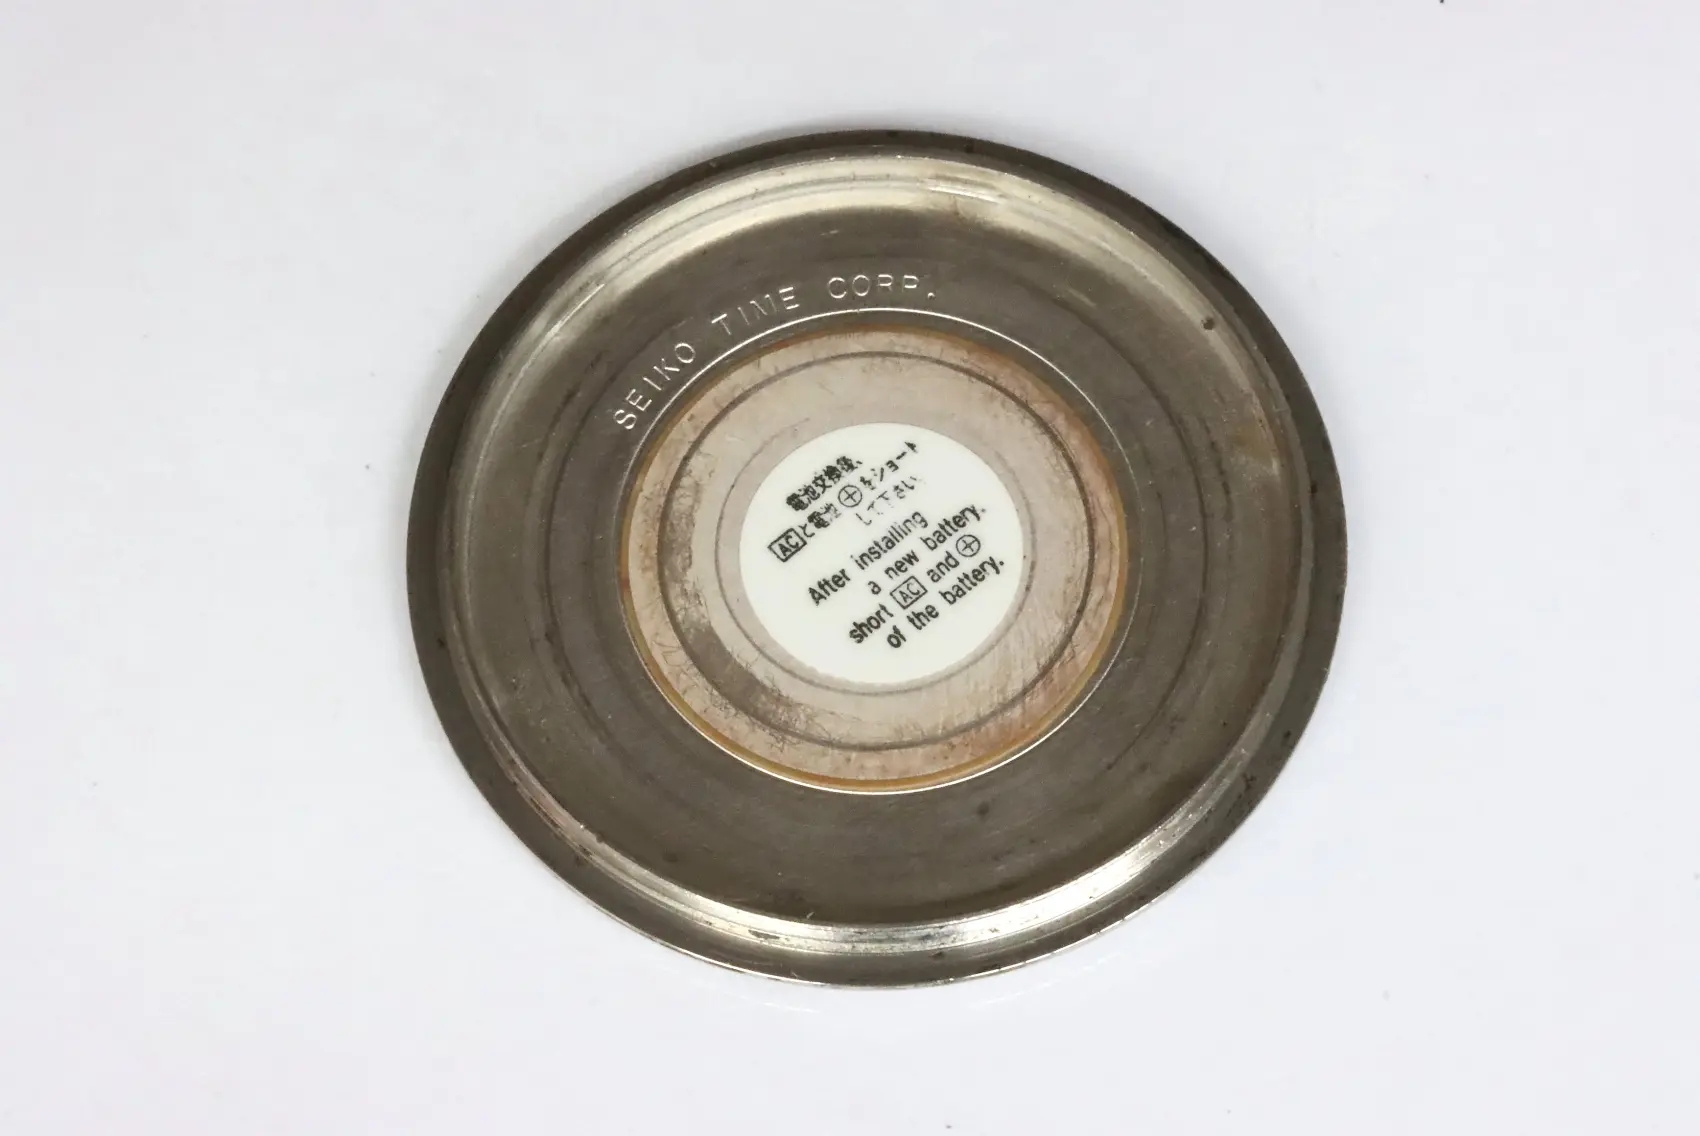 SEIKO TIME CORP.
電池交換後、
ACと電池⊕をショート
して下さい。
After installing
a new battery.
short AC and ⊕
of the battery.